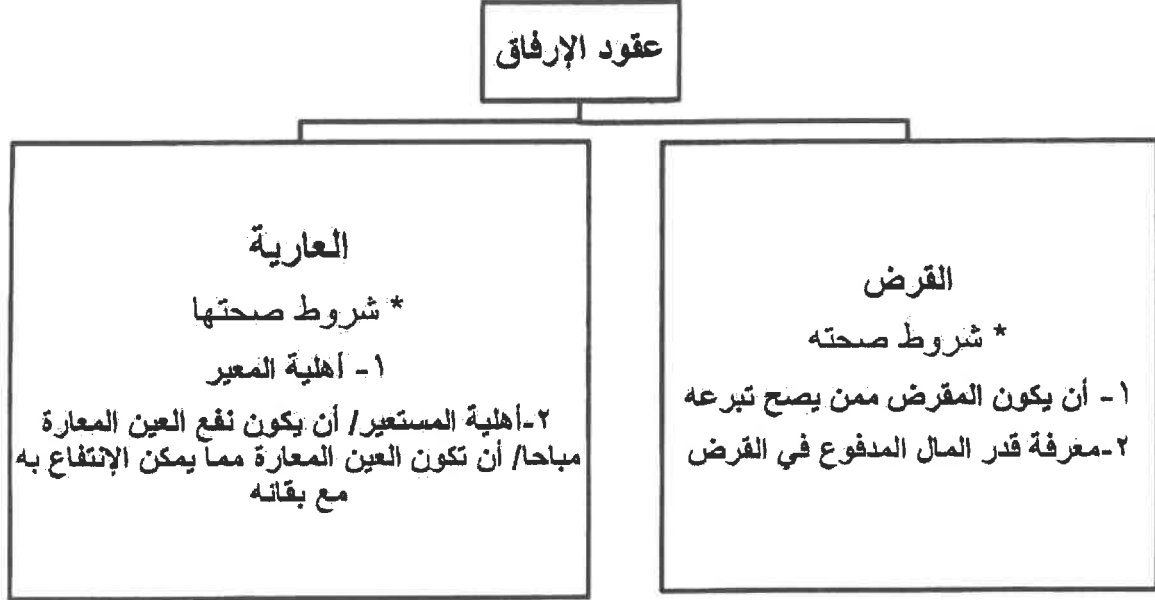 عقود الإرفاق
القرض
* شروط صحته
١- أن يكون المقرض ممن يصح تبرعه
٢-معرفة قدر المال المدفوع في القرض
العارية
* شروط صحتها
١- أهلية المعير
٢-أهلية المستعير/ أن يكون نفع العين المعارة
مباحا/ أن تكون العين المعارة مما يمكن الإنتفاع به
مع بقائه